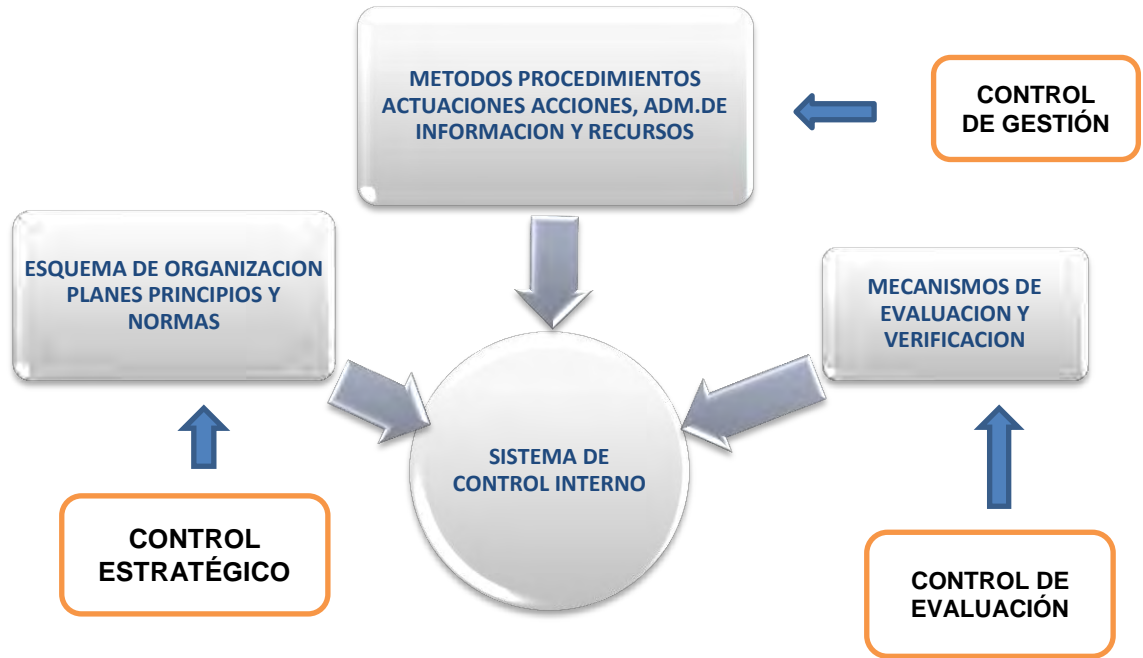 METODOS PROCEDIMIENTOS
ACTUACIONES ACCIONES, ADM.DE
INFORMACION Y RECURSOS
CONTROL
DE GESTIÓN
ESQUEMA DE ORGANIZACION
PLANES PRINCIPIOS Y
NORMAS
MECANISMOS DE
EVALUACION Y
VERIFICACION
SISTEMA DE
CONTROL INTERNO
CONTROL
ESTRATÉGICO
CONTROL DE
EVALUACIÓN